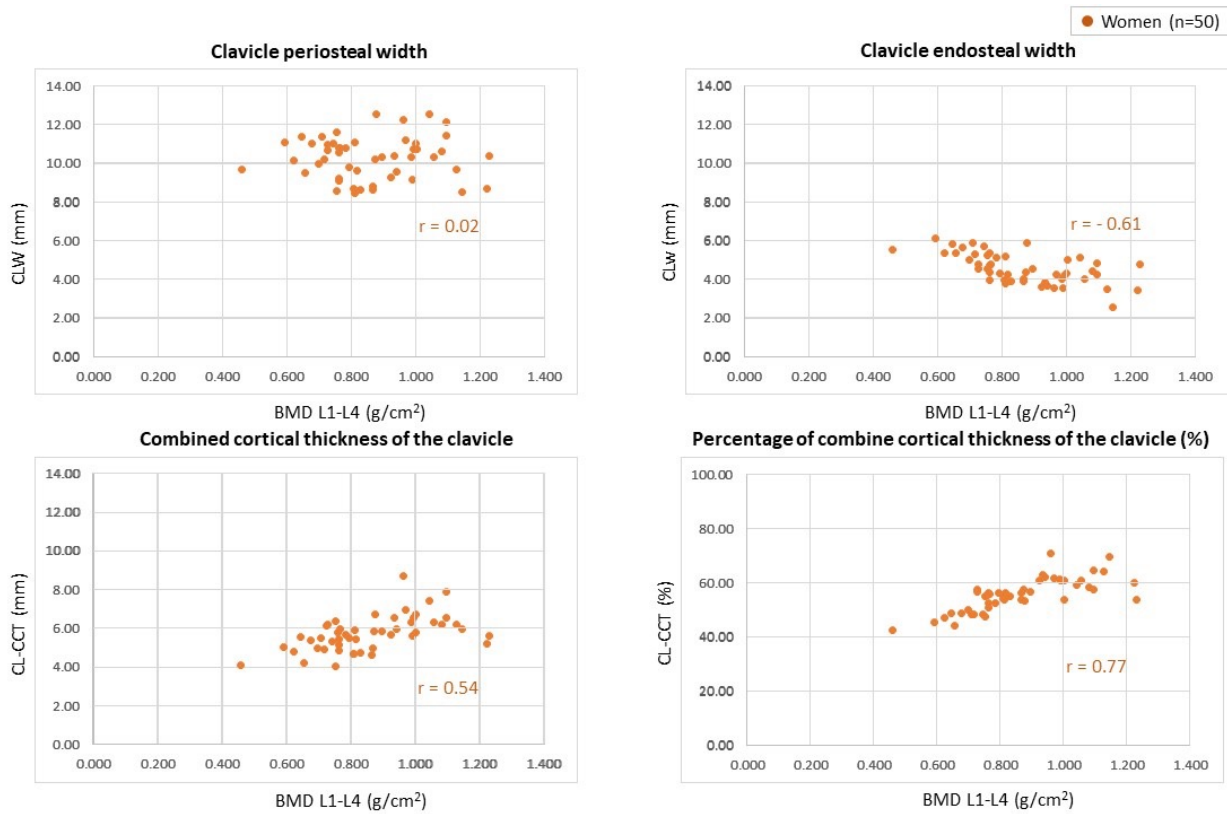 Women (n=50)
Clavicle periosteal width
14.00
12.00
10.00
8.00
6.00
4.00
2.00
0.00
CLW (mm)
r = 0.02
0.000 0.200 0.400 0.600 0.800 1.000 1.200 1.400
BMD L1-L4 (g/cm²)
Clavicle endosteal width
14.00
12.00
10.00
8.00
6.00
4.00
2.00
0.00
CLW (mm)
r = - 0.61
0.000 0.200 0.400 0.600 0.800 1.000 1.200 1.400
BMD L1-L4 (g/cm²)
Combined cortical thickness of the clavicle
14.00
12.00
10.00
8.00
6.00
4.00
2.00
0.00
CL-CCT (mm)
r = 0.54
0.000 0.200 0.400 0.600 0.800 1.000 1.200 1.400
BMD L1-L4 (g/cm²)
Percentage of combine cortical thickness of the clavicle (%)
100.00
80.00
60.00
40.00
20.00
0.00
CL-CCT (%)
r = 0.77
0.000 0.200 0.400 0.600 0.800 1.000 1.200 1.400
BMD L1-L4 (g/cm²)